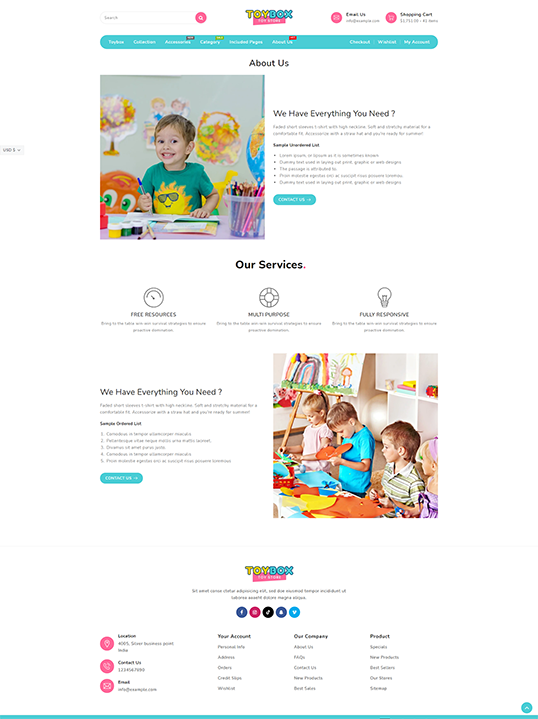 Search
TOYBOX
TOY STORE
Email Us
info@example.com
Shopping Cart
Toybox
Collection
Accessories
Category
Included Pages
About Us
Checkout
Wishlist
My Account
About Us
USD $
We Have Everything You Need ?
Faded short sleeves t-shirt with high neckline. Soft and stretchy material for a
comfortable fit. Accessorize with a straw hat and you're ready for summer!
Sample Unordered List
Lorem ipsum, or lipsum as it is sometimes known
Dummy text used in laying out print, graphic or web designs
The passage is attributed to
Proin molestie egestas orci ac suscipit risus posuere loremou
Dummy text used in laying out print, graphic or web designs
CONTACT US →
Our Services.
FREE RESOURCES
Bring to the table win-win survival strategies to ensure
proactive domination.
MULTI PURPOSE
Bring to the table win-win survival strategies to ensure
proactive domination.
FULLY RESPONSIVE
Bring to the table win-win survival strategies to ensure
proactive domination.
We Have Everything You Need ?
Faded short sleeves t-shirt with high neckline. Soft and stretchy material for a
comfortable fit. Accessorize with a straw hat and you're ready for summer!
Sample Ordered List
1. Comodous in tempor ullamcorper miaculis
2. Pellentesque vitae neque mollis urna mattis laoreet.
3. Divamus sit amet purus justo
4. Comodous in tempor ullamcorper miaculis
5. Proin molestie egestas orci ac suscipit risus posuere loremous
CONTACT US →
TOYBOX
TOY STORE
Sit amet conse ctetur adipisicing elit, sed doe eiusmod tempor incididunt ut
laborea
dolore magna aliqua.
Location
4005, Silver business point
India
Contact Us
1234567890
Email
info@example.com
Your Account
Personal Info
Address
Orders
Credit Slips
Wishlist
Our Company
About Us
FAQs
Contact Us
New Products
Best Sales
Product
Specials
New Products
Best Sellers
Our Stores
Sitemap